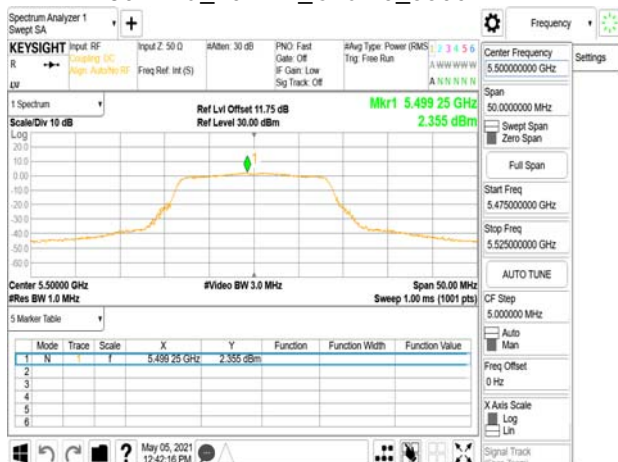 Spectrum Analyzer 1
Swept SA
+
Frequency
KEYSIGHT
R
Input: RF
Coupling: DC
Align: Auto/No RF
Input Z: 50 Ω
Freq Ref: Int (S)
#Atten: 30 dB
PNO: Fast
Gate: Off
IF Gain: Low
Sig Track: Off
#Avg Type: Power (RMS
Trig: Free Run
1 2 3 4 5 6
A W W W W W
A N N N N N
1 Spectrum
Scale/Div 10 dB
Log
Ref Lvl Offset 11.75 dB
Ref Level 30.00 dBm
Mkr1 5.499 25 GHz
2.355 dBm
20.0
10.0
0.00
-10.0
-20.0
-30.0
-40.0
-50.0
-60.0
1
Center 5.50000 GHz
#Res BW 1.0 MHz
#Video BW 3.0 MHz
Span 50.00 MHz
Sweep 1.00 ms (1001 pts)
5 Marker Table
Mode Trace Scale X Y Function Function Width Function Value
1 N 1 f 5.499 25 GHz 2.355 dBm
2
3
4
5
6
May 05, 2021
12:42:16 PM
?
Center Frequency
5.500000000 GHz
Settings
Span
50.0000000 MHz
Swept Span
Zero Span
Full Span
Start Freq
5.475000000 GHz
Stop Freq
5.525000000 GHz
AUTO TUNE
CF Step
5.000000 MHz
Auto
Man
Freq Offset
0 Hz
X Axis Scale
Log
Lin
Signal Track